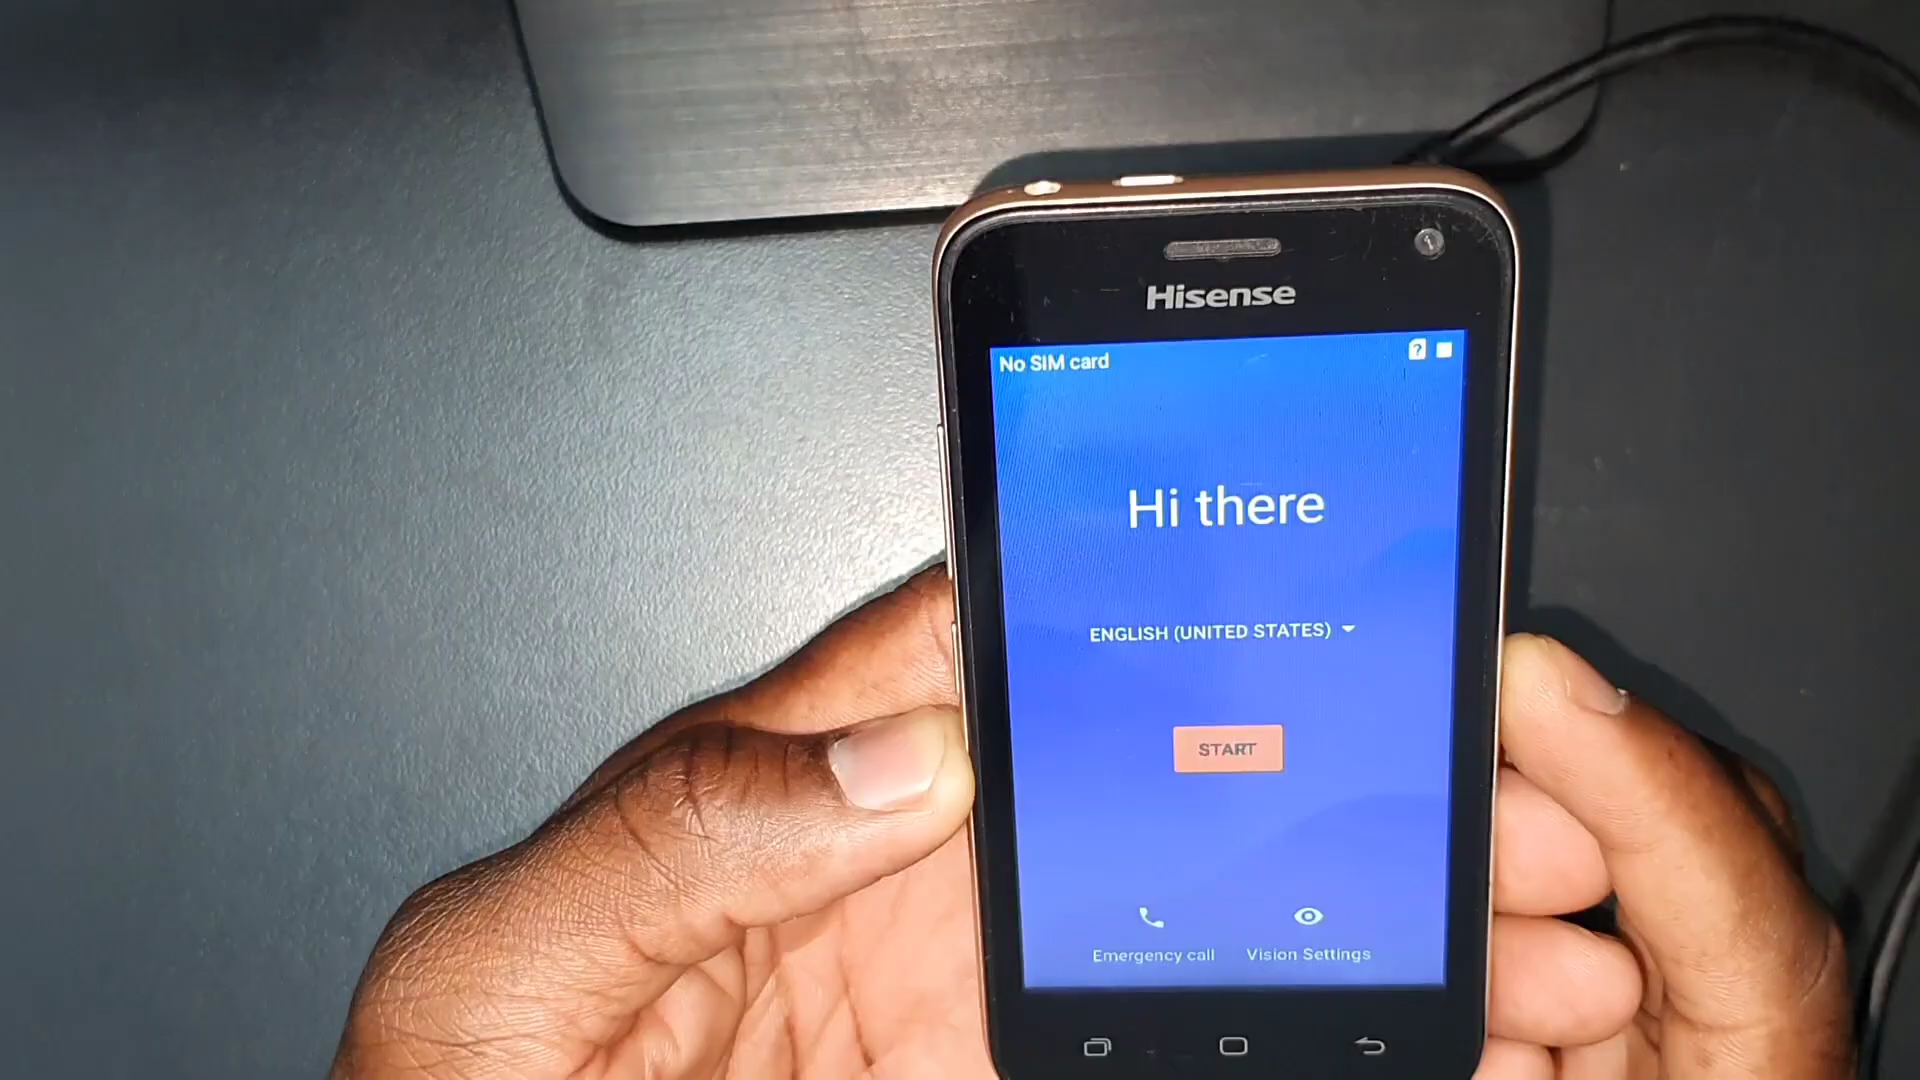 Hisense
No SIM card
Hi there
ENGLISH (UNITED STATES)
START
Emergency call
Vision Settings